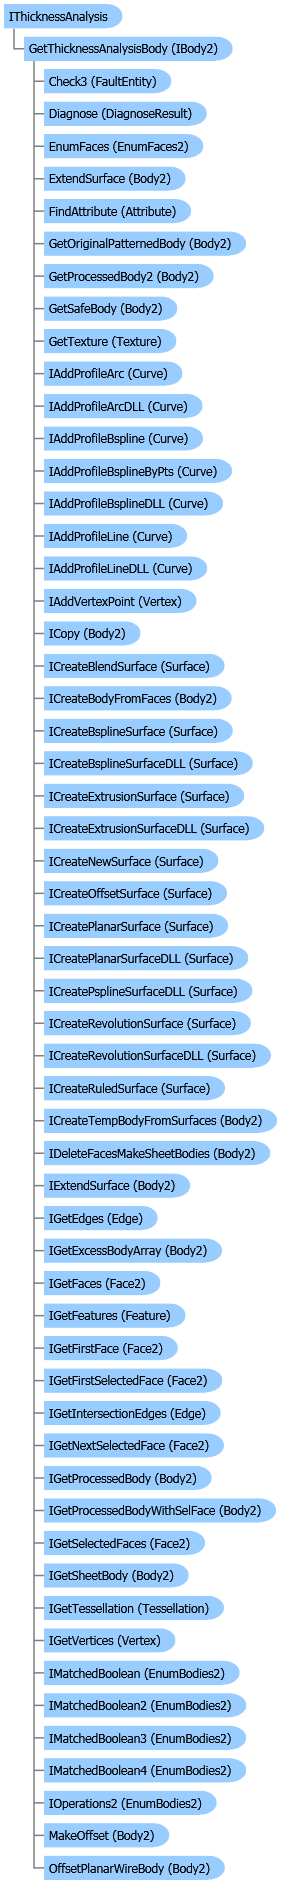 IThicknessAnalysis
GetThicknessAnalysisBody (IBody2)
Check3 (FaultEntity)
Diagnose (DiagnoseResult)
EnumFaces (EnumFaces2)
ExtendSurface (Body2)
FindAttribute (Attribute)
GetOriginalPatternedBody (Body2)
GetProcessedBody2 (Body2)
GetSafeBody (Body2)
GetTexture (Texture)
IAddProfileArc (Curve)
IAddProfileArcDLL (Curve)
IAddProfileBspline (Curve)
IAddProfileBsplineByPts (Curve)
IAddProfileBsplineDLL (Curve)
IAddProfileLine (Curve)
IAddProfileLineDLL (Curve)
IAddVertexPoint (Vertex)
ICopy (Body2)
ICreateBlendSurface (Surface)
ICreateBodyFromFaces (Body2)
ICreateBsplineSurface (Surface)
ICreateBsplineSurfaceDLL (Surface)
ICreateExtrusionSurface (Surface)
ICreateExtrusionSurfaceDLL (Surface)
ICreateNewSurface (Surface)
ICreateOffsetSurface (Surface)
ICreatePlanarSurface (Surface)
ICreatePlanarSurfaceDLL (Surface)
ICreatePsplineSurfaceDLL (Surface)
ICreateRevolutionSurface (Surface)
ICreateRevolutionSurfaceDLL (Surface)
ICreateRuledSurface (Surface)
ICreateTempBodyFromSurfaces (Body2)
IDeleteFacesMakeSheetBodies (Body2)
IExtendSurface (Body2)
IGetEdges (Edge)
IGetExcessBodyArray (Body2)
IGetFaces (Face2)
IGetFeatures (Feature)
IGetFirstFace (Face2)
IGetFirstSelectedFace (Face2)
IGetIntersectionEdges (Edge)
IGetNextSelectedFace (Face2)
IGetProcessedBody (Body2)
IGetProcessedBodyWithSelFace (Body2)
IGetSelectedFaces (Face2)
IGetSheetBody (Body2)
IGetTessellation (Tessellation)
IGetVertices (Vertex)
IMatchedBoolean (EnumBodies2)
IMatchedBoolean2 (EnumBodies2)
IMatchedBoolean3 (EnumBodies2)
IMatchedBoolean4 (EnumBodies2)
IOperations2 (EnumBodies2)
MakeOffset (Body2)
OffsetPlanarWireBody (Body2)